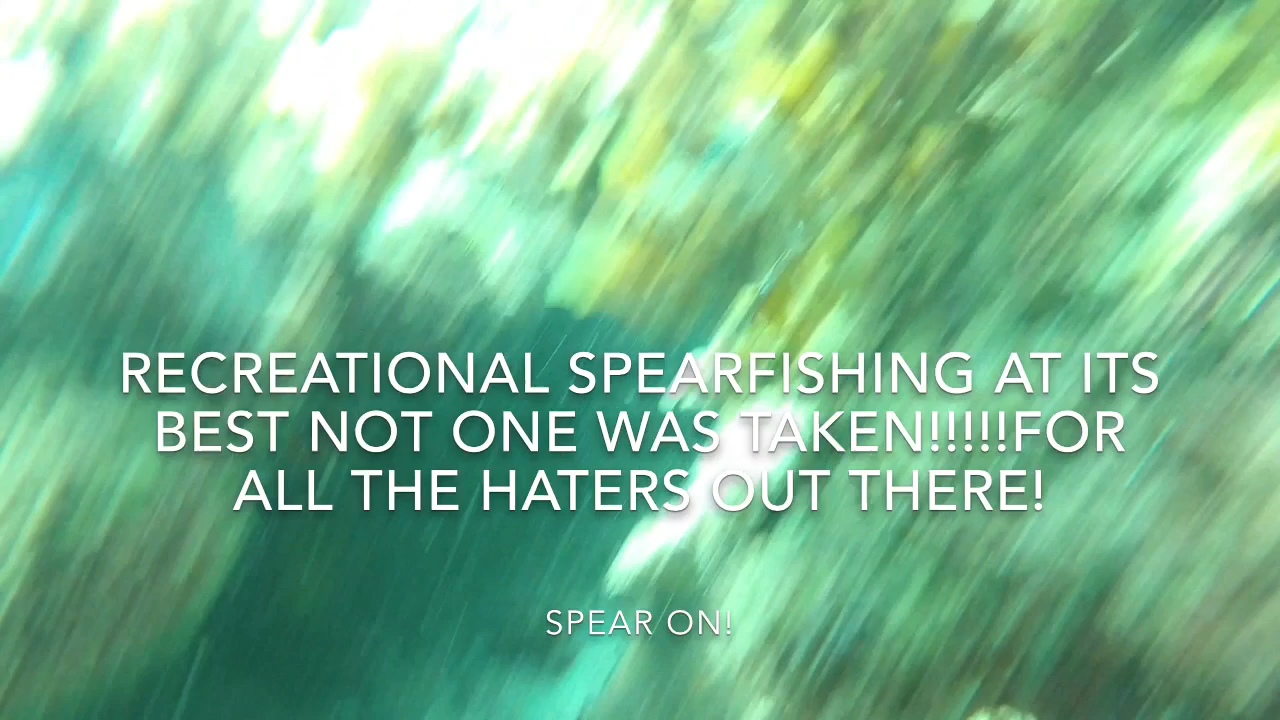 RECREATIONAL SPEARFISHING AT ITS
BEST NOT ONE WAS TAKEN!!!!!FOR
ALL THE HATERS OUT THERE!
SPEAR ON!